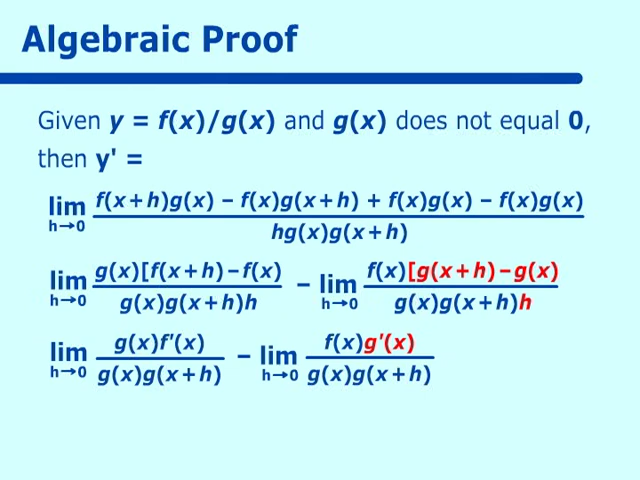 Algebraic Proof
Given y = f(x)/g(x) and g(x) does not equal 0,
then y' =
lim h→0 f(x+h)g(x) – f(x)g(x+h) + f(x)g(x) – f(x)g(x)
hg(x)g(x+h)
lim h→0 g(x)[f(x+h)–f(x) / g(x)g(x+h)h – lim h→0 f(x)[g(x+h)–g(x) / g(x)g(x+h)h
lim h→0 g(x)f'(x) / g(x)g(x+h) – lim h→0 f(x)g'(x) / g(x)g(x+h)